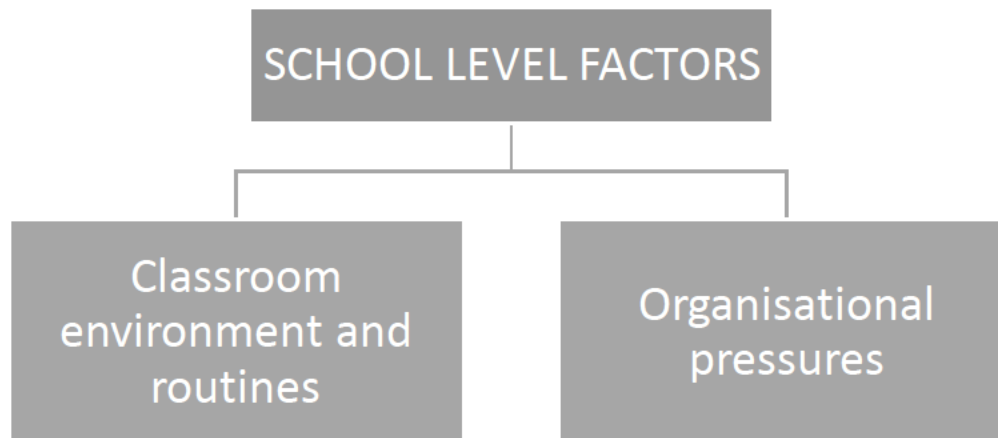 SCHOOL LEVEL FACTORS
Classroom
environment and
routines
Organisational
pressures